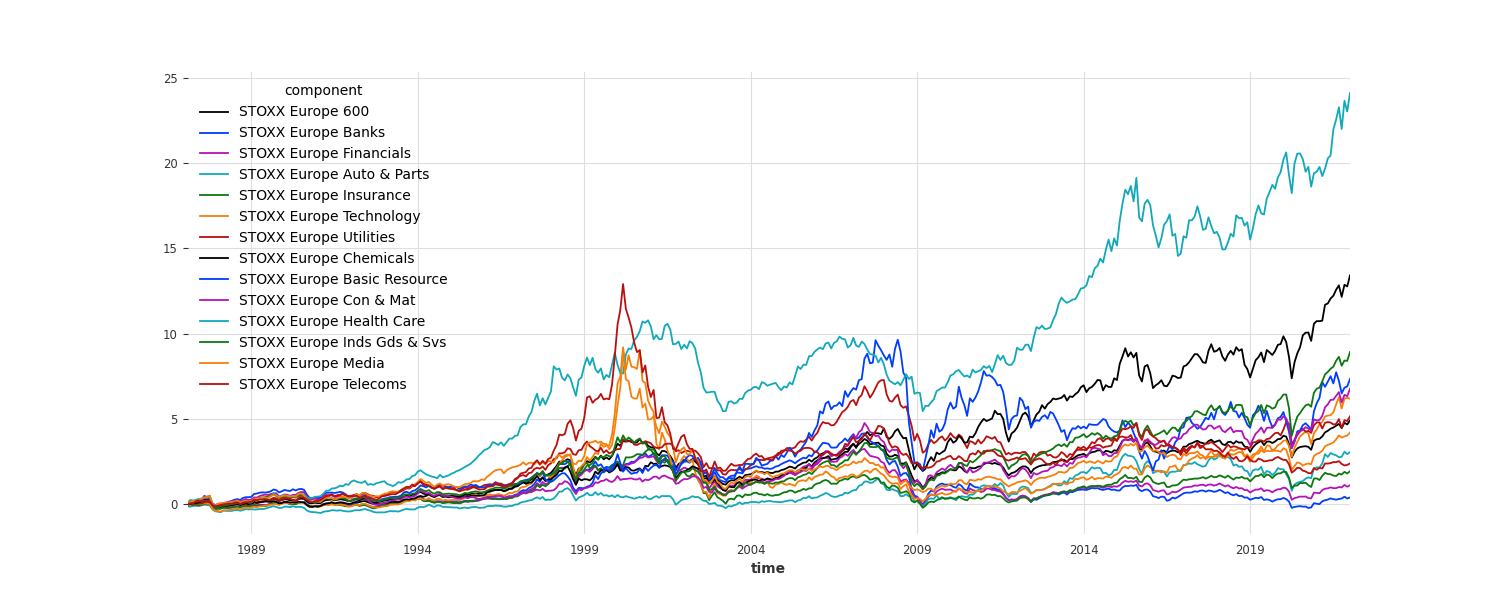 25
20
15
10
5
0
component
STOXX Europe 600
STOXX Europe Banks
STOXX Europe Financials
STOXX Europe Auto & Parts
STOXX Europe Insurance
STOXX Europe Technology
STOXX Europe Utilities
STOXX Europe Chemicals
STOXX Europe Basic Resource
STOXX Europe Con & Mat
STOXX Europe Health Care
STOXX Europe Inds Gds & Svs
STOXX Europe Media
STOXX Europe Telecoms
1989 1994 1999 2004 2009 2014 2019
time